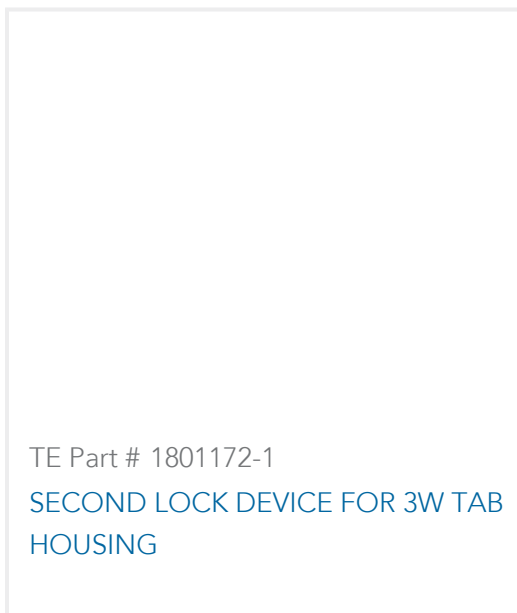 TE Part # 1801172-1
SECOND LOCK DEVICE FOR 3W TAB
HOUSING